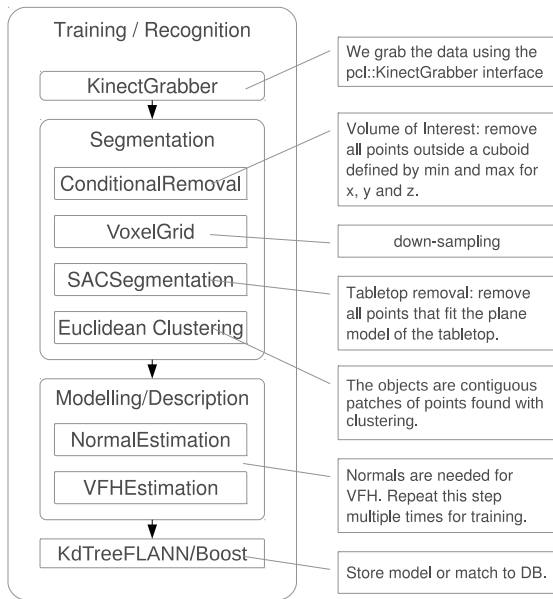 Training / Recognition
KinectGrabber
Segmentation
ConditionalRemoval
VoxelGrid
SACSegmentation
Euclidean Clustering
Modelling/Description
NormalEstimation
VFHEstimation
KdTreeFLANN/Boost
We grab the data using the
pcl::KinectGrabber interface
Volume of Interest: remove
all points outside a cuboid
defined by min and max for
x, y and z.
down-sampling
Tabletop removal: remove
all points that fit the plane
model of the tabletop.
The objects are contiguous
patches of points found with
clustering.
Normals are needed for
VFH. Repeat this step
multiple times for training.
Store model or match to DB.